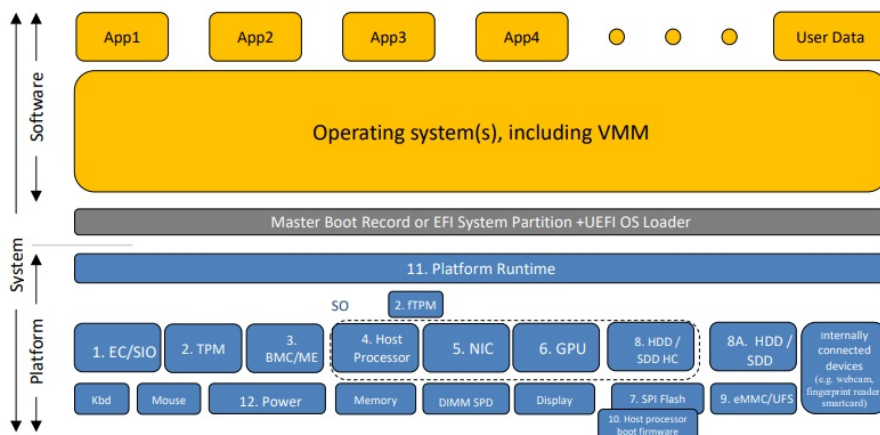 App1
App2
App3
App4
User Data
Software
Operating system(s), including VMM
Master Boot Record or EFI System Partition +UEFI OS Loader
System
Platform
11. Platform Runtime
SO
2. fTPM
1. EC/SIO
2. TPM
3.
BMC/ME
4. Host
Processor
5. NIC
6. GPU
8. HDD /
SDD HC
8A. HDD /
SDD
Internally
connected
devices
(e.g. webcam,
fingerprint reader
smartcard)
Kbd
Mouse
12. Power
Memory
DIMM SPD
Display
7. SPI Flash
9. eMMC/UFS
10. Host processor
boot firmware